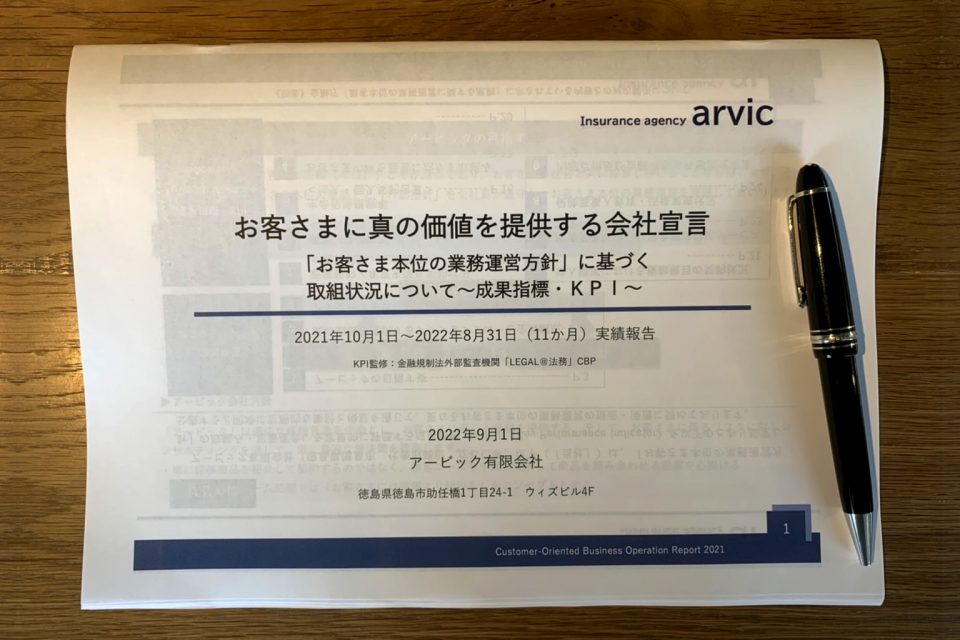 Insurance agency arvic
お客さまに真の価値を提供する会社宣言
「お客さま本位の業務運営方針」に基づく
取組状況について～成果指標・KPI～
2021年10月1日～2022年8月31日（11か月）実績報告
KPI監修：金融規制法外部監査機関「LEGAL@法務」CBP
2022年9月1日
アービック有限会社
徳島県徳島市助任橋1丁目24-1　ウィズビル4F
1
Customer-Oriented Business Operation Report 2021